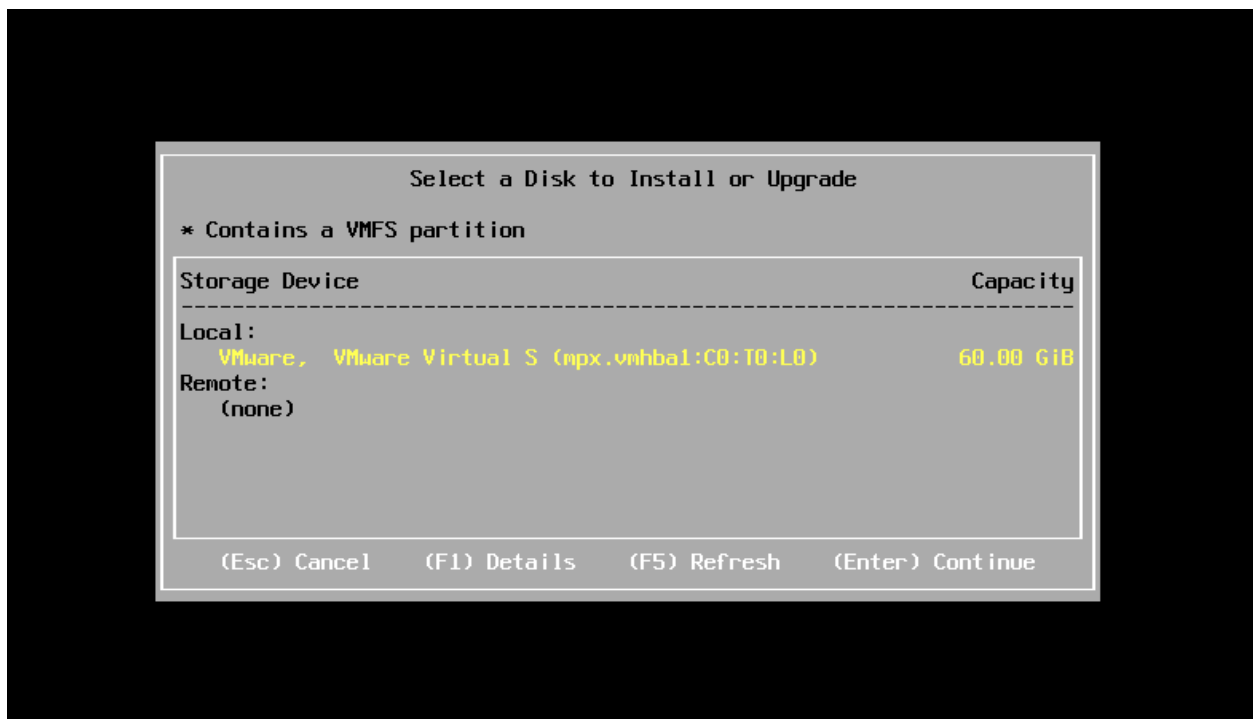 Select a Disk to Install or Upgrade
* Contains a VMFS partition
Storage Device Capacity
--------------------------------------------------------------------------------
Local:
VMware,  VMware Virtual S (mpx.vmhba1:C0:T0:L0) 60.00 GiB
Remote:
(none)
(Esc) Cancel (F1) Details (F5) Refresh (Enter) Continue